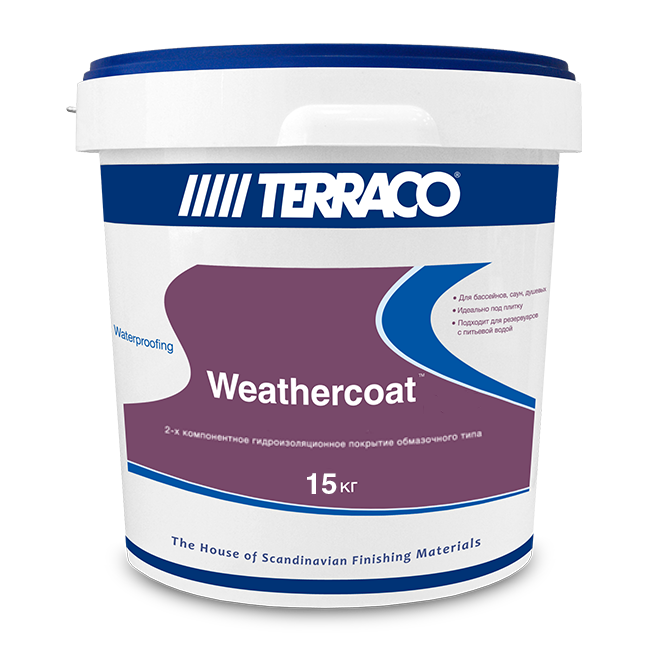 TERRACO®
• Для бассейнов, саун, душевых
• Идеально под плитку
• Подходит для резервуаров
с питьевой водой
Waterproofing
Weathercoat™
2-х компонентное гидроизоляционное покрытие обмазочного типа
15 кг
The House of Scandinavian Finishing Materials